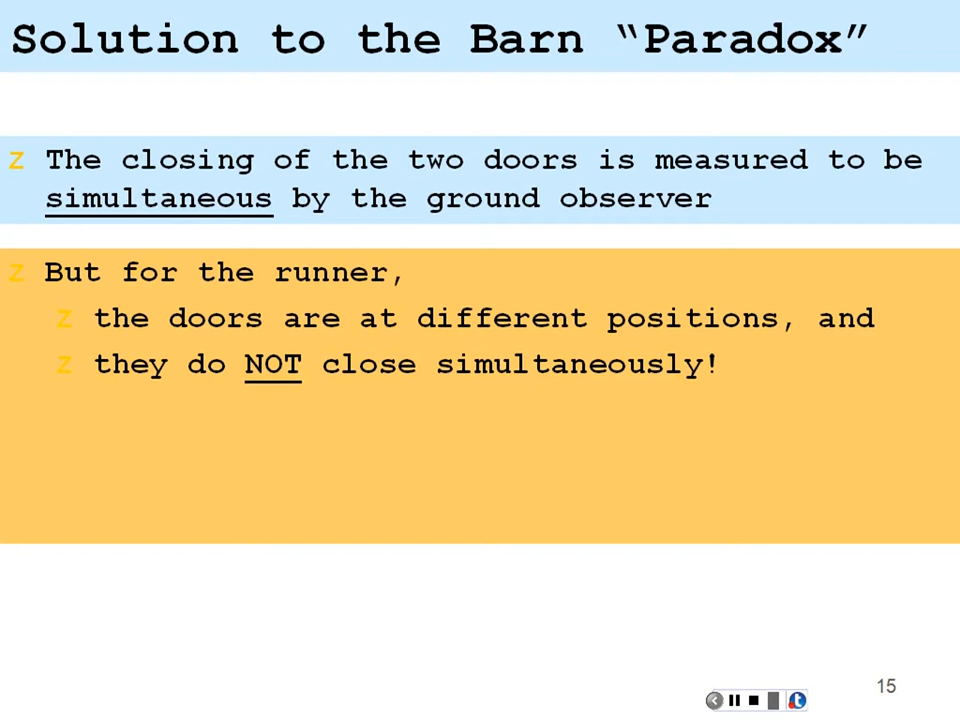 Solution to the Barn “Paradox”
z The closing of the two doors is measured to be
simultaneous by the ground observer
z But for the runner,
z the doors are at different positions, and
z they do NOT close simultaneously!
15